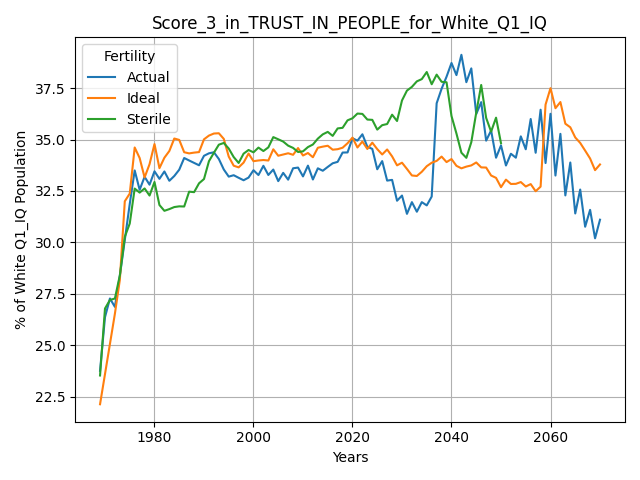 Score_3_in_TRUST_IN_PEOPLE_for_White_Q1_IQ
Fertility
Actual
Ideal
Sterile
% of White Q1_IQ Population
37.5
35.0
32.5
30.0
27.5
25.0
22.5
1980
2000
2020
2040
2060
Years